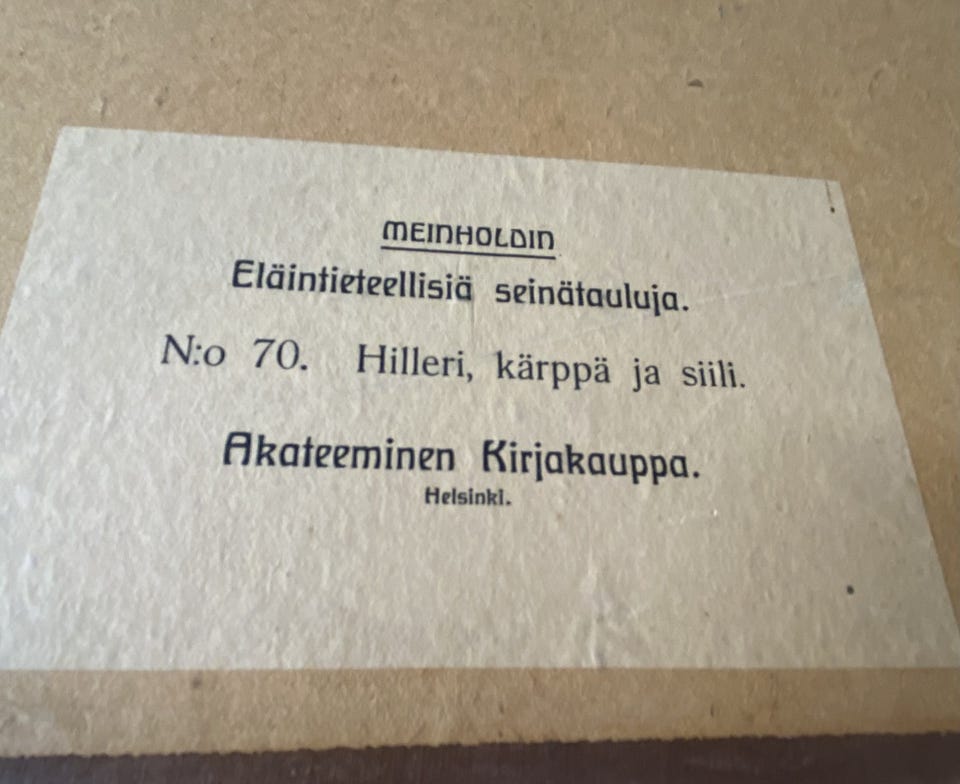 MEINHOLDIN
Eläintieteellisiä seinätauluja.
N:o 70. Hilleri, kärppä ja siili.
Akateeminen Kirjakauppa.
Helsinki.